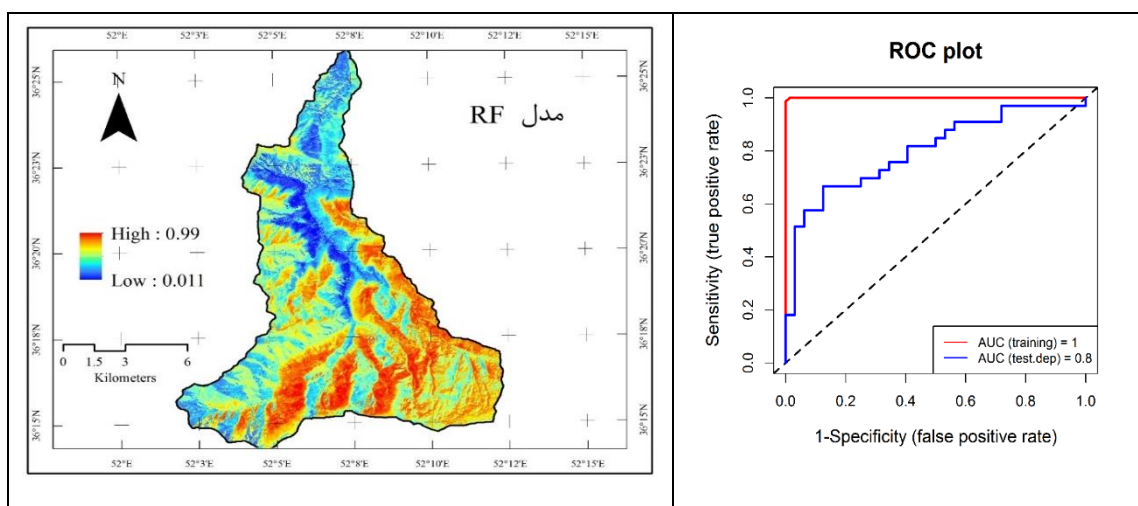 52°E 52°3'E 52°5'E 52°8'E 52°10'E 52°12'E 52°15'E
36°25'N 36°25'N
36°23'N 36°23'N
36°20'N 36°20'N
36°18'N 36°18'N
36°15'N 36°15'N
N
مدل RF
High : 0.99
Low : 0.011
0 1.5 3 6
Kilometers
52°E 52°3'E 52°5'E 52°8'E 52°10'E 52°12'E 52°15'E
ROC plot
Sensitivity (true positive rate)
1.0
0.8
0.6
0.4
0.2
0.0
AUC (training) = 1
AUC (test.dep) = 0.8
0.0 0.2 0.4 0.6 0.8 1.0
1-Specificity (false positive rate)